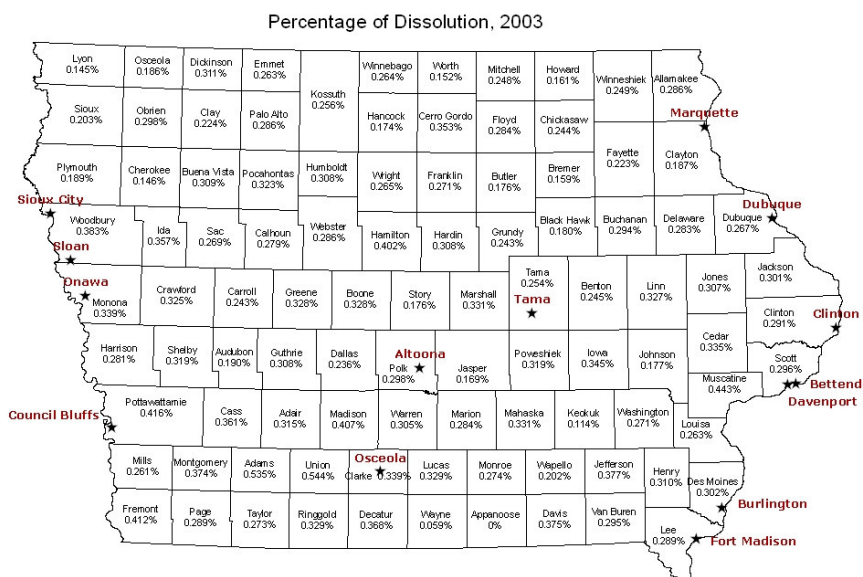 Percentage of Dissolution, 2003
Lyon
0.145%
Osceola
0.186%
Dickinson
0.311%
Emmet
0.263%
Kossuth
0.256%
Winnebago
0.264%
Worth
0.152%
Mitchell
0.248%
Howard
0.161%
Winneshiek
0.249%
Allamakee
0.286%
Marquette
Sioux
0.203%
Obrien
0.298%
Clay
0.224%
Palo Alto
0.286%
Hancock
0.174%
Cerro Gordo
0.353%
Floyd
0.284%
Chickasaw
0.244%
Fayette
0.223%
Clayton
0.187%
Plymouth
0.189%
Cherokee
0.146%
Buena Vista
0.309%
Pocahontas
0.323%
Humboldt
0.308%
Wright
0.265%
Franklin
0.271%
Butler
0.176%
Bremer
0.159%
Sioux City
Woodbury
0.383%
Ida
0.357%
Sac
0.269%
Calhoun
0.279%
Webster
0.286%
Hamilton
0.402%
Hardin
0.308%
Grundy
0.243%
Black Hawk
0.180%
Buchanan
0.294%
Delaware
0.283%
Dubuque
0.267%
Dubuque
Sloan
Onawa
Monona
0.339%
Crawford
0.325%
Carroll
0.243%
Greene
0.328%
Boone
0.328%
Story
0.176%
Marshall
0.331%
Tama
0.254%
Tama
Benton
0.245%
Linn
0.327%
Jones
0.307%
Jackson
0.301%
Clinton
0.291%
Clinton
Harrison
0.281%
Shelby
0.319%
Audubon
0.190%
Guthrie
0.308%
Dallas
0.236%
Altoona
Polk
0.298%
Jasper
0.169%
Poveshiek
0.319%
Iowa
0.345%
Johnson
0.177%
Cedar
0.335%
Scott
0.296%
Muscatine
0.443%
Bettend
Davenport
Council Bluffs
Pottawattamie
0.416%
Cass
0.361%
Adair
0.315%
Madison
0.407%
Warren
0.305%
Marion
0.284%
Mahaska
0.331%
Keokuk
0.114%
Washington
0.271%
Louisa
0.263%
Mills
0.261%
Montgomery
0.374%
Adams
0.535%
Union
0.544%
Osceola
Clarke 0.339%
Lucas
0.329%
Monroe
0.274%
Wapello
0.202%
Jefferson
0.377%
Henry
0.310%
Des Moines
0.302%
Burlington
Fremont
0.412%
Page
0.289%
Taylor
0.273%
Ringgold
0.329%
Decatur
0.368%
Wayne
0.059%
Appanoose
0%
Davis
0.375%
Van Buren
0.295%
Lee
0.289%
Fort Madison